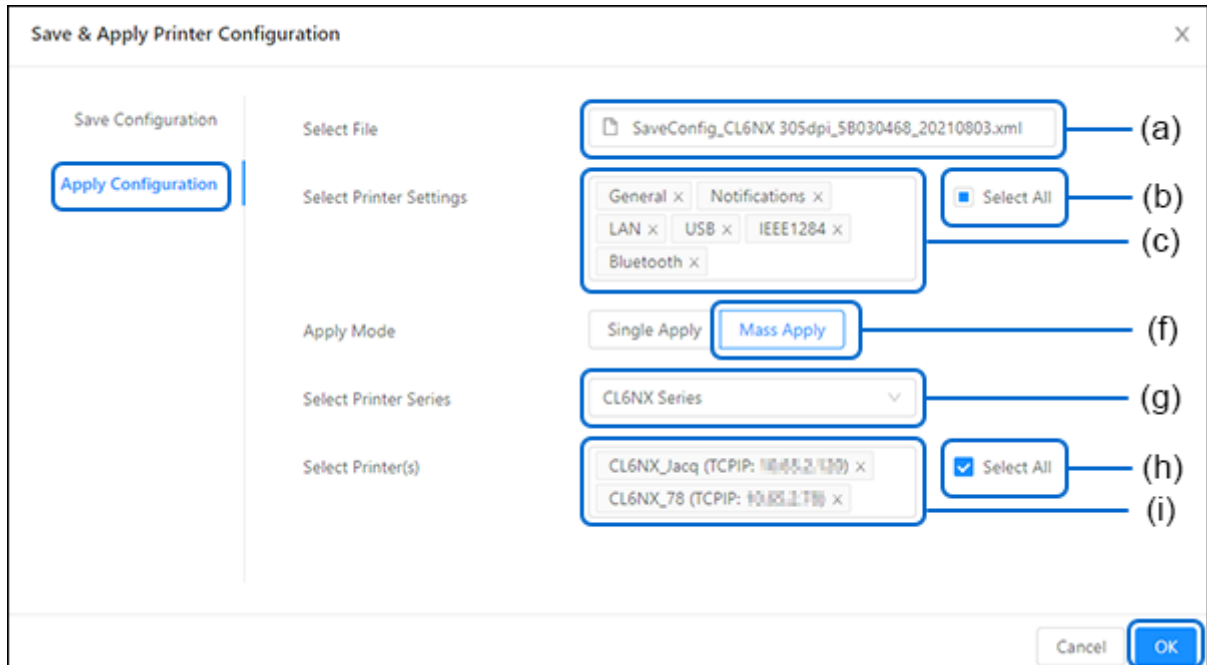 Save & Apply Printer Configuration
Save Configuration
Apply Configuration
Select File
SaveConfig_CL6NX 305dpi_5B030468_20210803.xml
(a)
Select Printer Settings
General × Notifications ×
LAN × USB × IEEE1284 ×
Bluetooth ×
Select All
(b)
(c)
Apply Mode
Single Apply Mass Apply
(f)
Select Printer Series
CL6NX Series
(g)
Select Printer(s)
CL6NX_Jacq (TCPIP: ×
CL6NX_78 (TCPIP: ×
Select All
(h)
(i)
Cancel OK